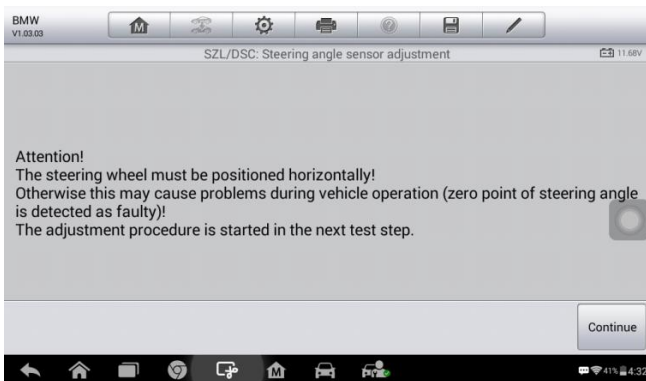 BMW
V1.03.03
SZL/DSC: Steering angle sensor adjustment
11.68V
Attention!
The steering wheel must be positioned horizontally!
Otherwise this may cause problems during vehicle operation (zero point of steering angle
is detected as faulty)!
The adjustment procedure is started in the next test step.
Continue
41% 4:32